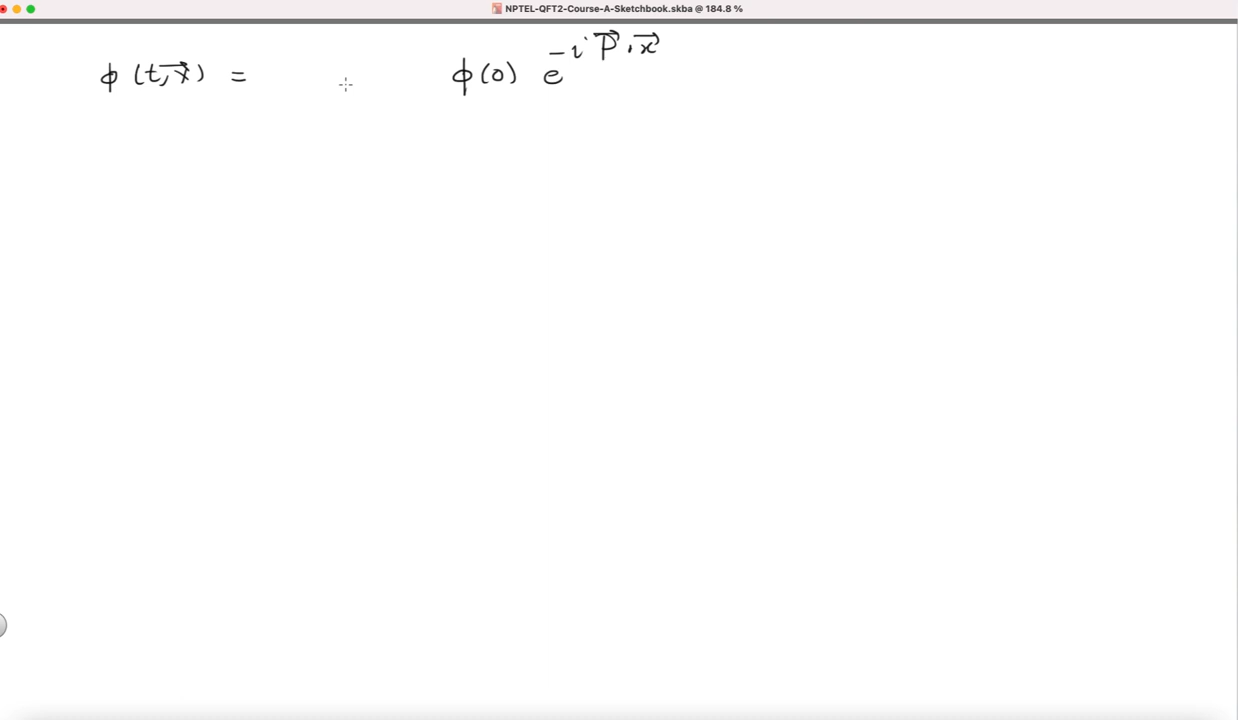 NPTEL-QFT2-Course-A-Sketchbook.skba @ 184.8 %
ϕ (t, x⃗) = ϕ(0) e^{-i P⃗ · x⃗}